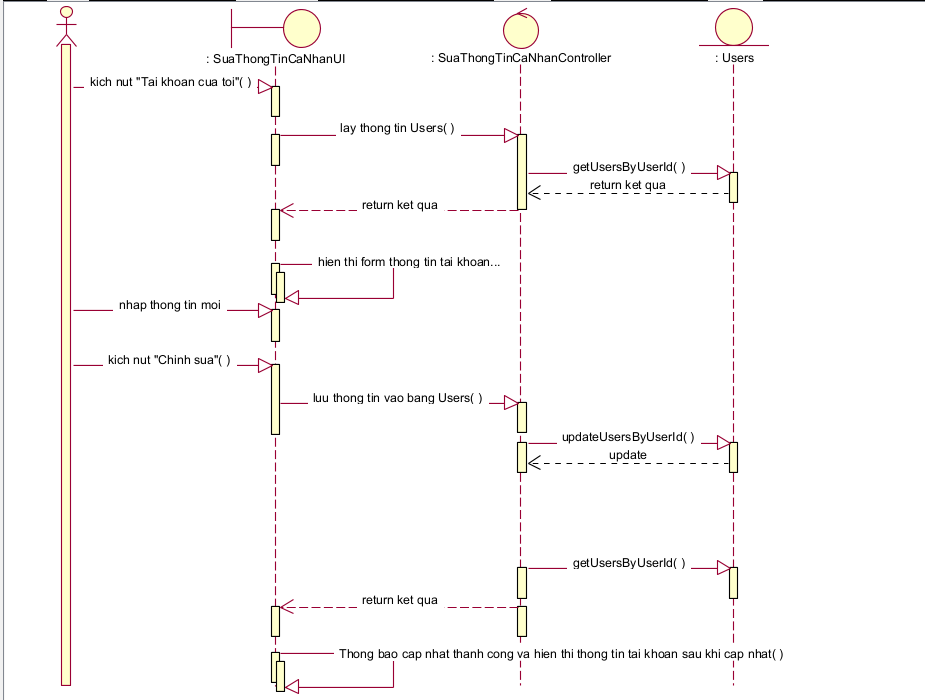 : SuaThongTinCaNhanUI
: SuaThongTinCaNhanController
: Users
kich nut "Tai khoan cua toi"( )
lay thong tin Users( )
getUsersByUserId( )
return ket qua
return ket qua
hien thi form thong tin tai khoan...
nhap thong tin moi
kich nut "Chinh sua"( )
luu thong tin vao bang Users( )
updateUsersByUserId( )
update
getUsersByUserId( )
return ket qua
Thong bao cap nhat thanh cong va hien thi thong tin tai khoan sau khi cap nhat( )